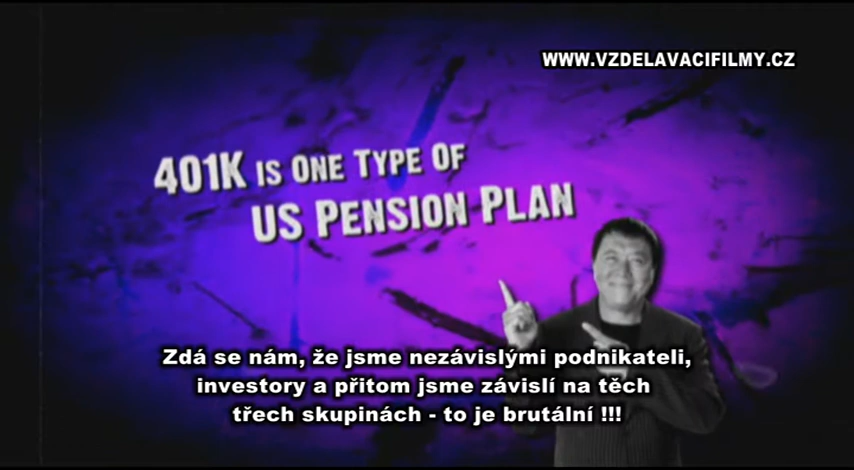 WWW.VZDELAVACIFILMY.CZ
401K IS ONE TYPE OF
US PENSION PLAN
Zdá se nám, že jsme nezávislými podnikateli,
investory a přitom jsme závislí na těch
třech skupinách - to je brutální !!!